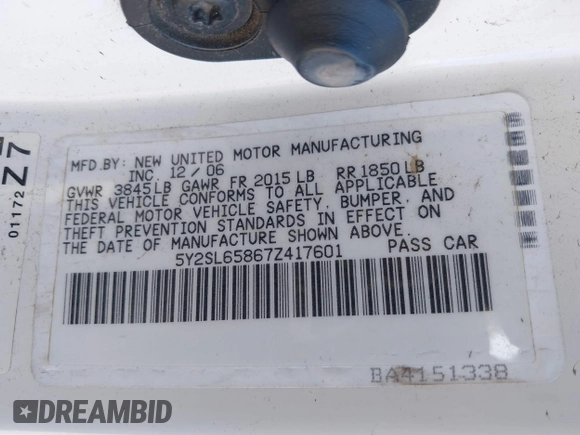 MFD.BY: NEW UNITED MOTOR MANUFACTURING
INC 12/06
GVWR 3845LB GAWR FR 2015 LB RR1850 LB
THIS VEHICLE CONFORMS TO ALL APPLICABLE
FEDERAL MOTOR VEHICLE SAFETY, BUMPER, AND
THEFT PREVENTION STANDARDS IN EFFECT ON
THE DATE OF MANUFACTURE SHOWN ABOVE.
5Y2SL65867Z417601 PASS CAR
BA4151338
Z7
01172
DREAMBID